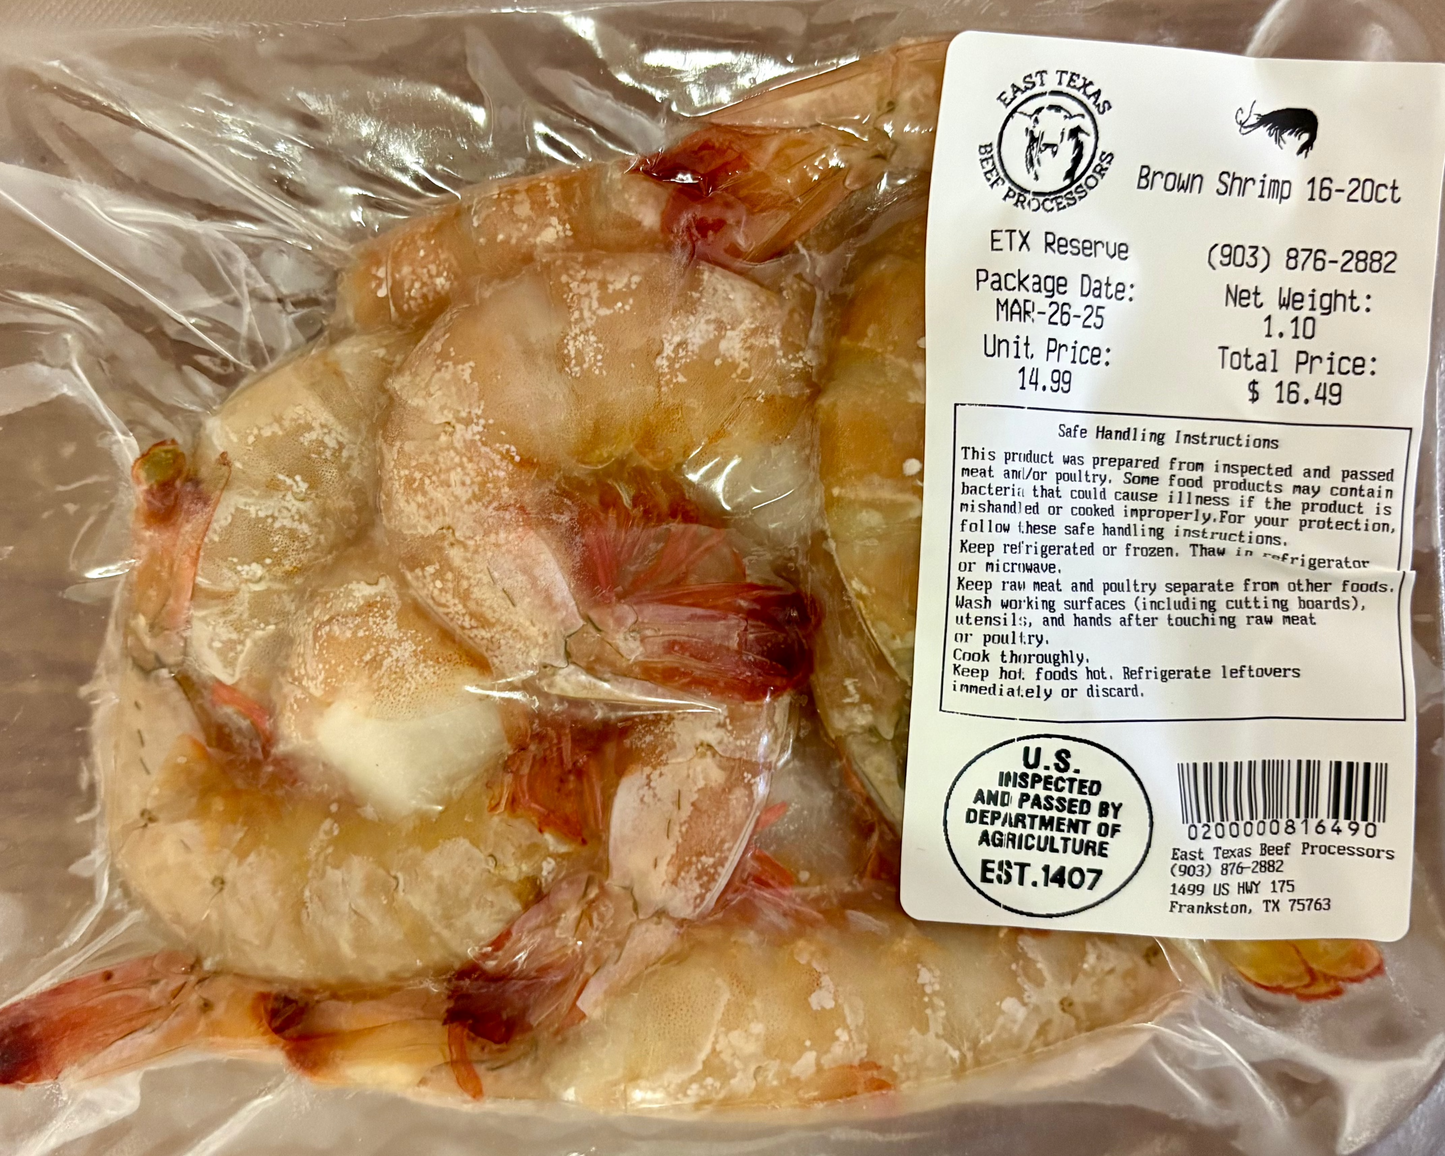 EAST TEXAS
BEEF PROCESSORS
Brown Shrimp 16-20ct
ETX Reserve
(903) 876-2882
Package Date:
MAR-26-25
Net Weight:
1.10
Unit Price:
14.99
Total Price:
$ 16.49
Safe Handling Instructions
This product was prepared from inspected and passed
meat and/or poultry. Some food products may contain
bacteria that could cause illness if the product is
mishandled or cooked improperly.For your protection,
follow these safe handling instructions.
Keep refrigerated or frozen. Thaw in refrigerator
or microwave.
Keep raw meat and poultry separate from other foods.
Wash working surfaces (including cutting boards),
utensils, and hands after touching raw meat
or poultry.
Cook thoroughly.
Keep hot foods hot. Refrigerate leftovers
immediately or discard.
U.S.
INSPECTED
AND PASSED BY
DEPARTMENT OF
AGRICULTURE
EST.1407
0200000816490
East Texas Beef Processors
(903) 876-2882
1499 US HWY 175
Frankston, TX 75763